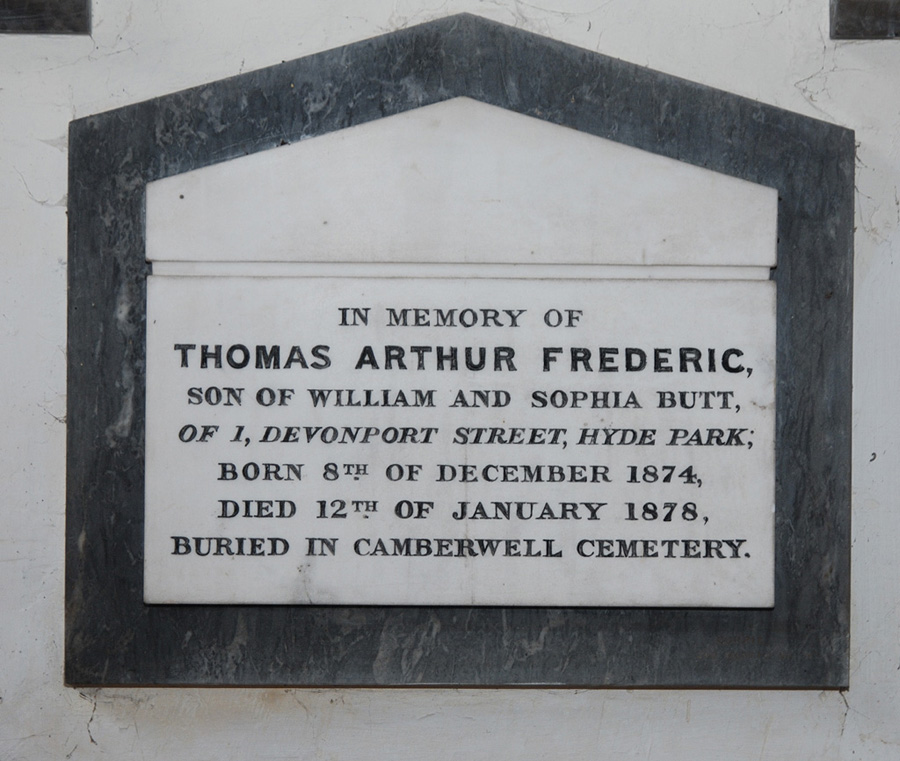 IN MEMORY OF
THOMAS ARTHUR FREDERIC,
SON OF WILLIAM AND SOPHIA BUTT,
OF 1, DEVONPORT STREET, HYDE PARK;
BORN 8TH OF DECEMBER 1874,
DIED 12TH OF JANUARY 1878,
BURIED IN CAMBERWELL CEMETERY.